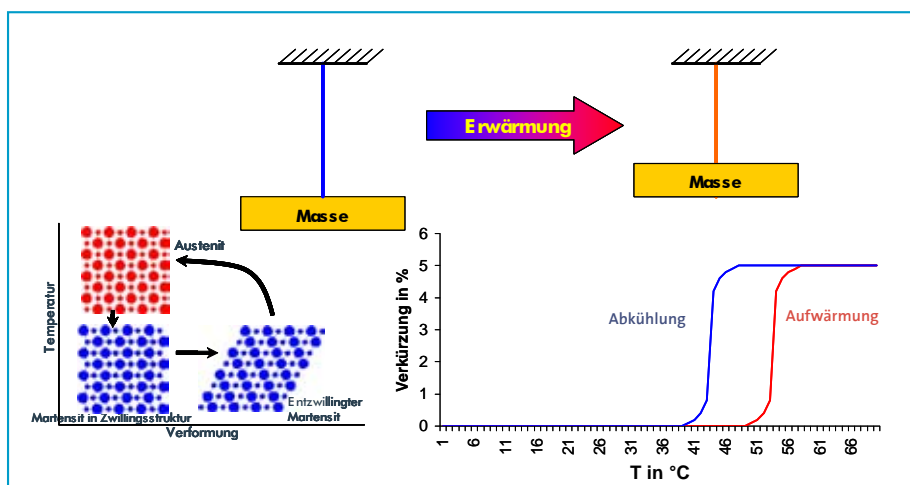 Erwärmung
Masse
Masse
Temperatur
Austenit
Entzwillingter
Martensit
Martensit in Zwillingsstruktur
Verformung
Verkürzung in %
6
5
4
3
2
1
0
Abkühlung
Aufwärmung
1 6 11 16 21 26 31 36 41 46 51 56 61 66
T in °C